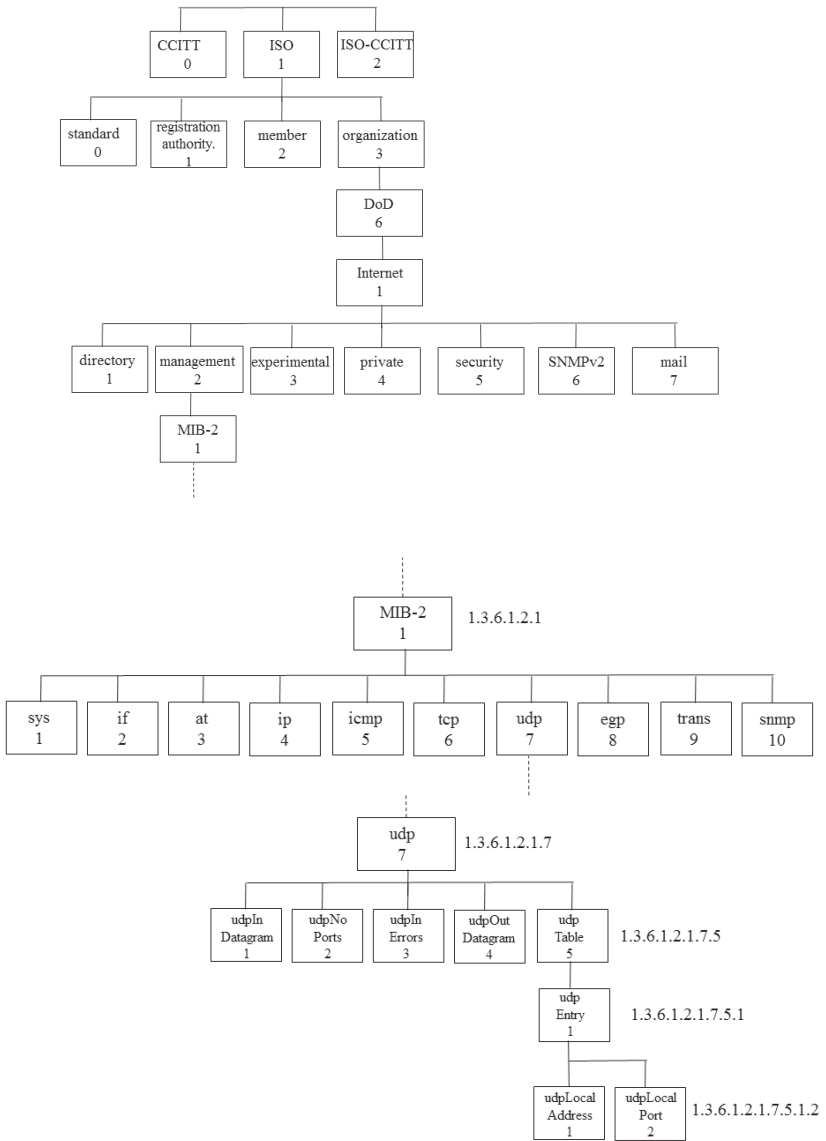 CCITT
0
ISO
1
ISO-CCITT
2
standard
0
registration
authority.
1
member
2
organization
3
DoD
6
Internet
1
directory
1
management
2
experimental
3
private
4
security
5
SNMPv2
6
mail
7
MIB-2
1
MIB-2
1
1.3.6.1.2.1
sys
1
if
2
at
3
ip
4
icmp
5
tcp
6
udp
7
egp
8
trans
9
snmp
10
udp
7
1.3.6.1.2.1.7
udpIn
Datagram
1
udpNo
Ports
2
udpIn
Errors
3
udpOut
Datagram
4
udp
Table
5
1.3.6.1.2.1.7.5
udp
Entry
1
1.3.6.1.2.1.7.5.1
udpLocal
Address
1
udpLocal
Port
2
1.3.6.1.2.1.7.5.1.2